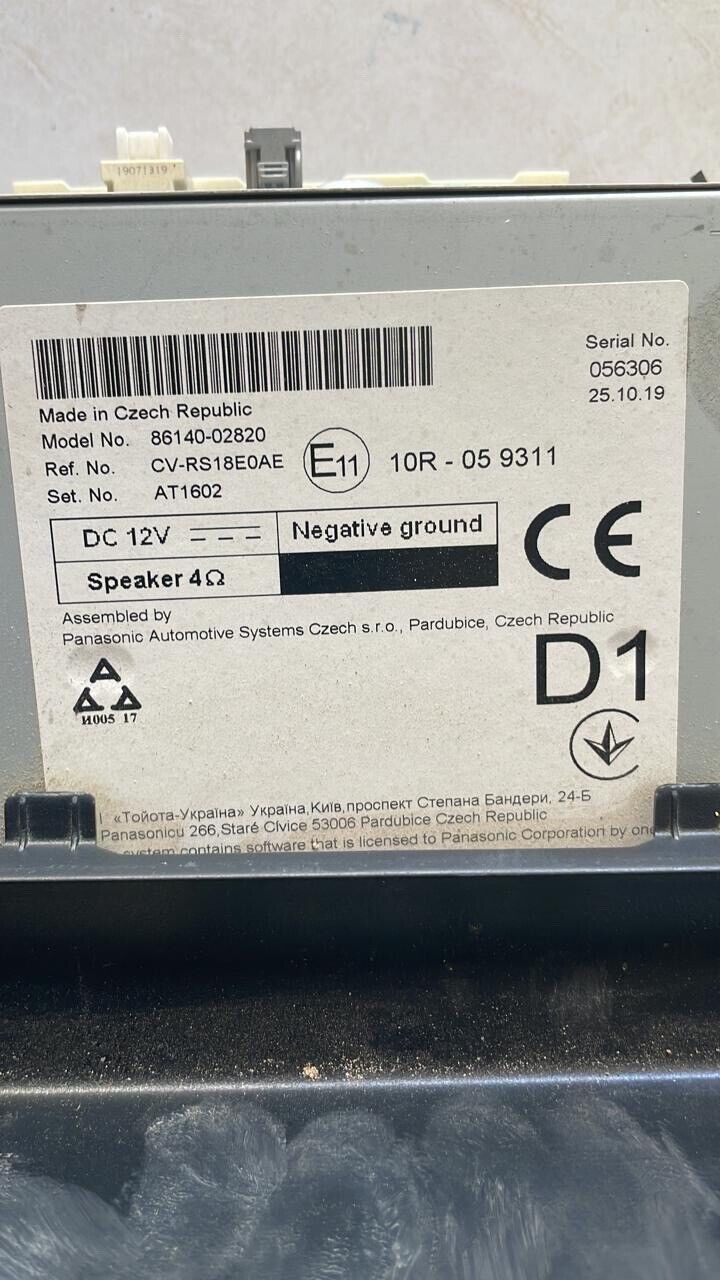 19071319
Serial No.
056306
25.10.19
Made in Czech Republic
Model No. 86140-02820
Ref. No. CV-RS18E0AE
Set. No. AT1602
E11 10R - 05 9311
DC 12V
Negative ground
Speaker 4Ω
CE
Assembled by
Panasonic Automotive Systems Czech s.r.o., Pardubice, Czech Republic
D1
И005 17
«Тойота-Україна» Україна,Київ,проспект Степана Бандери, 24-Б
Panasonicu 266,Staré Cívice 53006 Pardubice Czech Republic
system contains software that is licensed to Panasonic Corporation by one